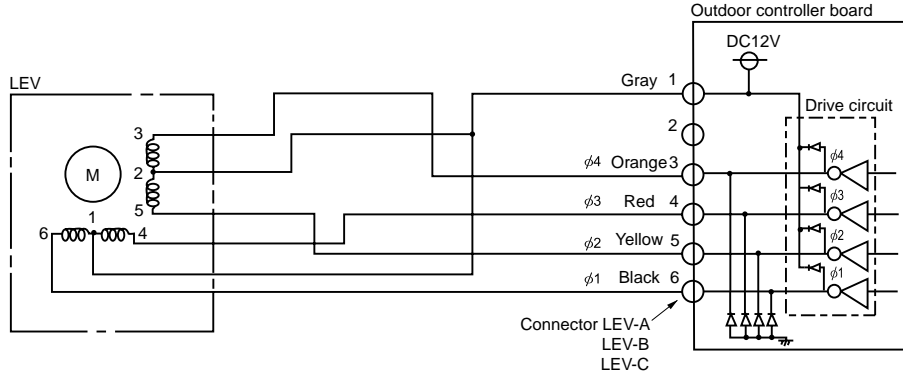 Outdoor controller board
DC12V
LEV
Gray 1
Drive circuit
3
2
M
2
ϕ4 Orange 3
ϕ4
5
ϕ3 Red 4
ϕ3
1
6
4
ϕ2 Yellow 5
ϕ2
ϕ1 Black 6
ϕ1
Connector LEV-A
LEV-B
LEV-C